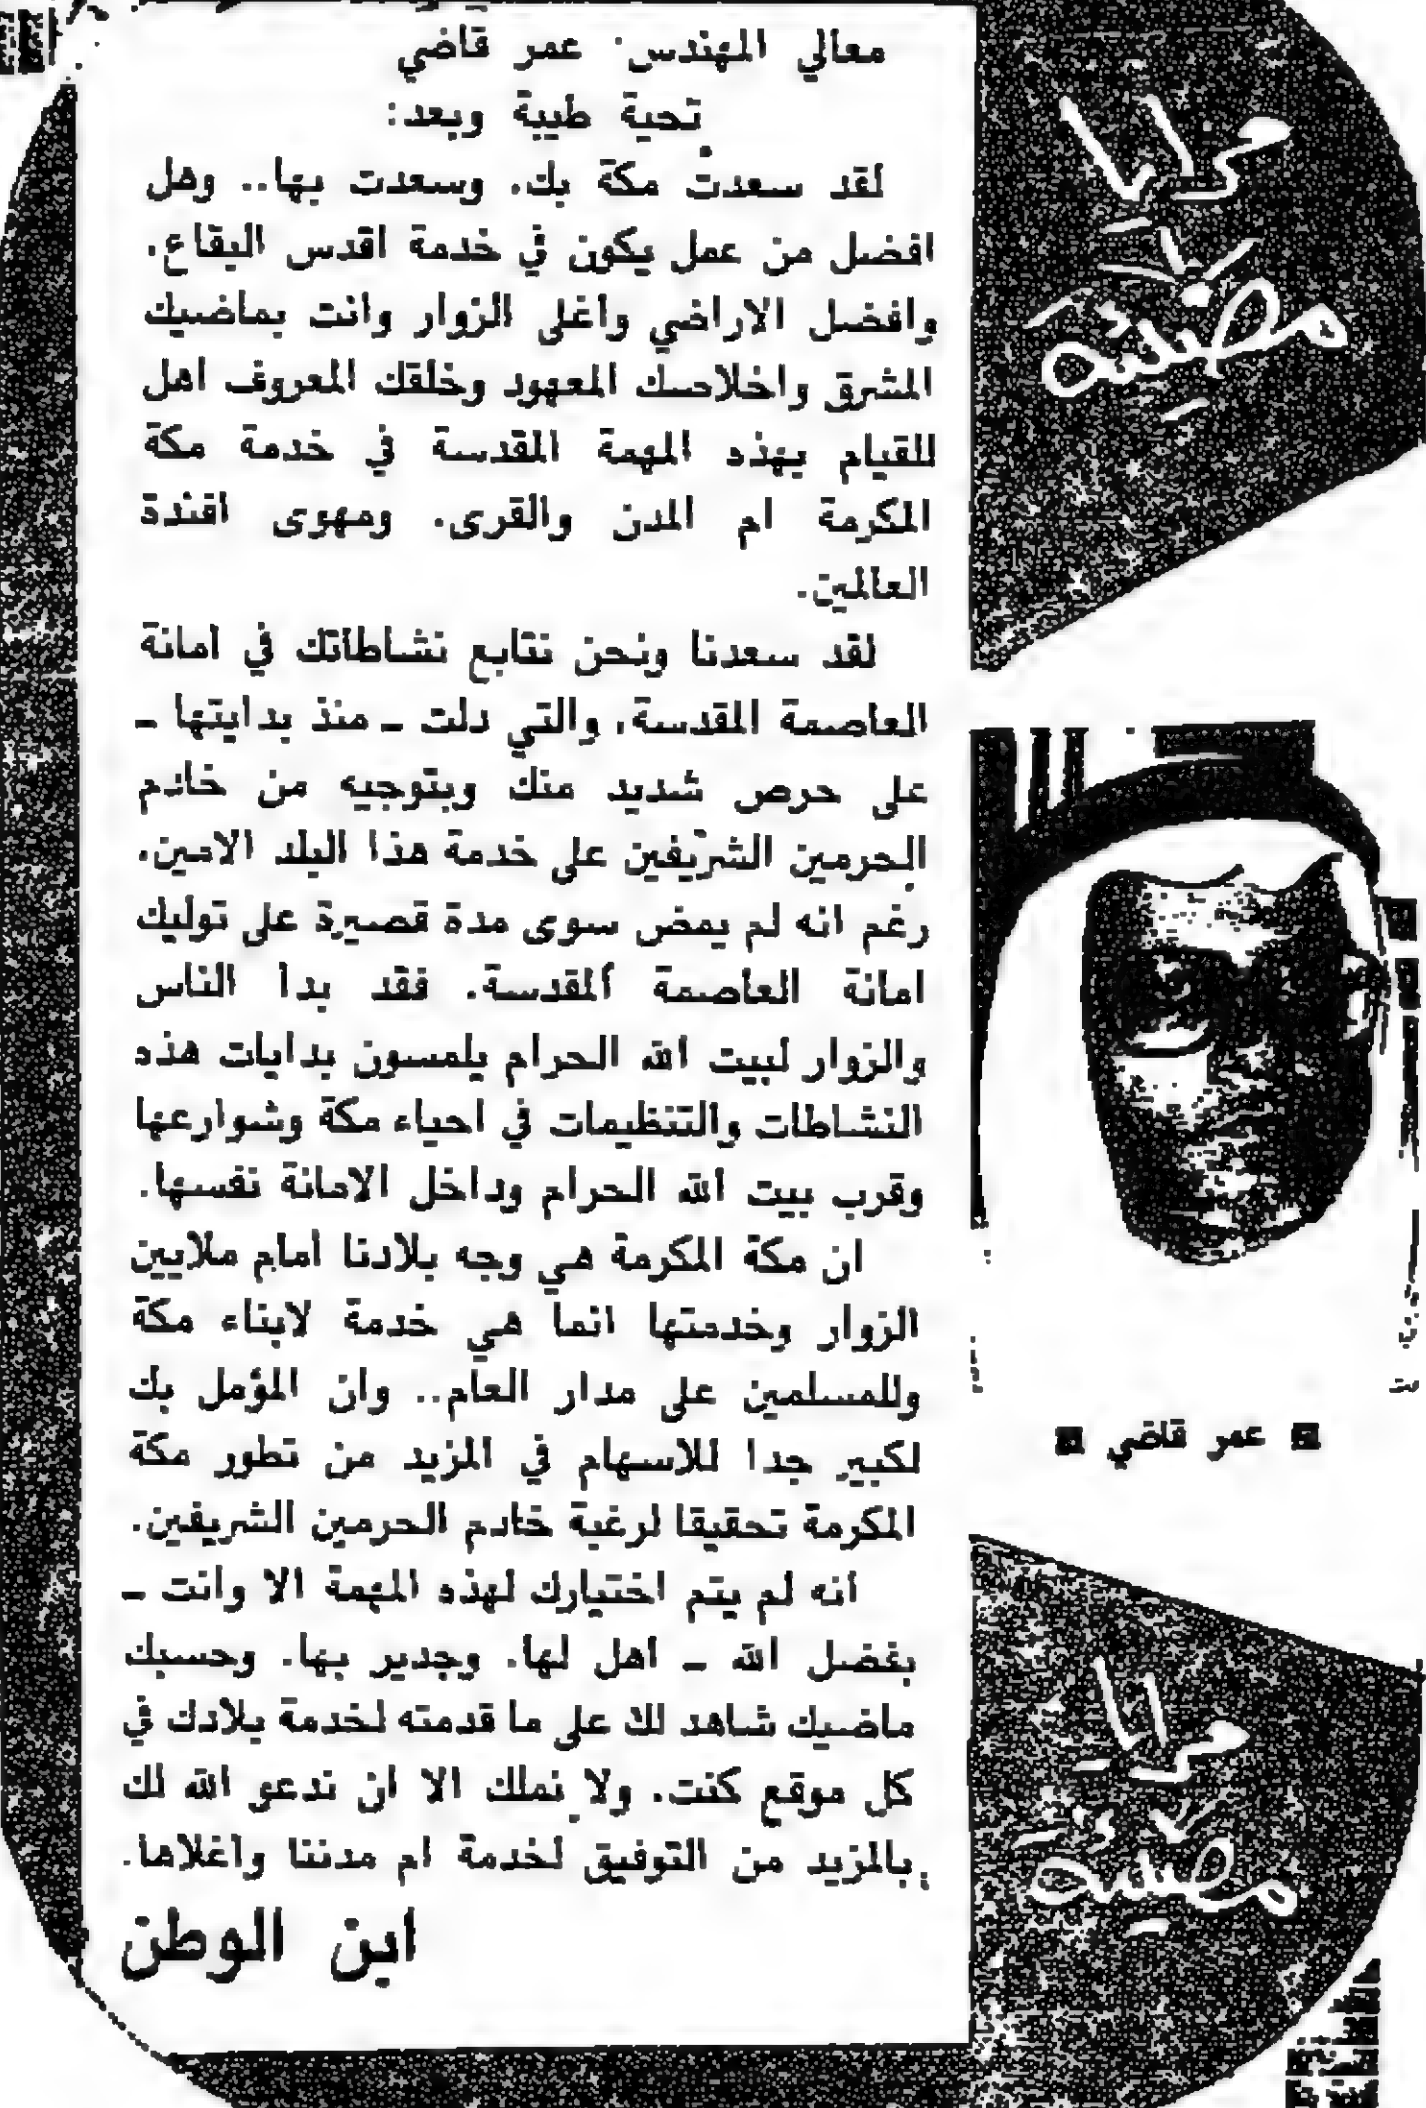 مرايا
مضيئة
معالي المهندس عمر قاضي
تحية طيبة وبعد:
لقد سعدت مكة بك، وسعدت بها.. وهل
افضل من عمل يكون في خدمة اقدس البقاع،
وافضل الاراضي واغلى الزوار وانت بماضيك
المشرق واخلاصك المعهود وخلقك المعروف اهل
للقيام بهذه المهمة المقدسة في خدمة مكة
المكرمة ام المدن والقرى، ومهوى افئدة
العالمين.
لقد سعدنا ونحن نتابع نشاطاتك في امانة
العاصمة المقدسة، والتي دلت ـ منذ بدايتها ـ
على حرص شديد منك وبتوجيه من خادم
الحرمين الشريفين على خدمة هذا البلد الامين،
رغم انه لم يمض سوى مدة قصيرة على توليك
امانة العاصمة المقدسة، فقد بدأ الناس
والزوار لبيت الله الحرام يلمسون بدايات هذه
النشاطات والتنظيمات في احياء مكة وشوارعها
وقرب بيت الله الحرام وداخل الامانة نفسها.
ان مكة المكرمة هي وجه بلادنا أمام ملايين
الزوار وخدمتها انما هي خدمة لابناء مكة
وللمسلمين على مدار العام.. وان المؤمل بك
لكبير جدا للاسهام في المزيد من تطور مكة
المكرمة تحقيقا لرغبة خادم الحرمين الشريفين.
انه لم يتم اختيارك لهذه المهمة الا وانت ـ
بفضل الله ـ اهل لها، وجدير بها، وحسبك
ماضيك شاهد لك على ما قدمته لخدمة بلادك في
كل موقع كنت، ولا نملك الا ان ندعو الله لك
بالمزيد من التوفيق لخدمة ام مدننا واغلاها.
ابن الوطن
■ عمر قاضي ■
مرايا
مضيئة